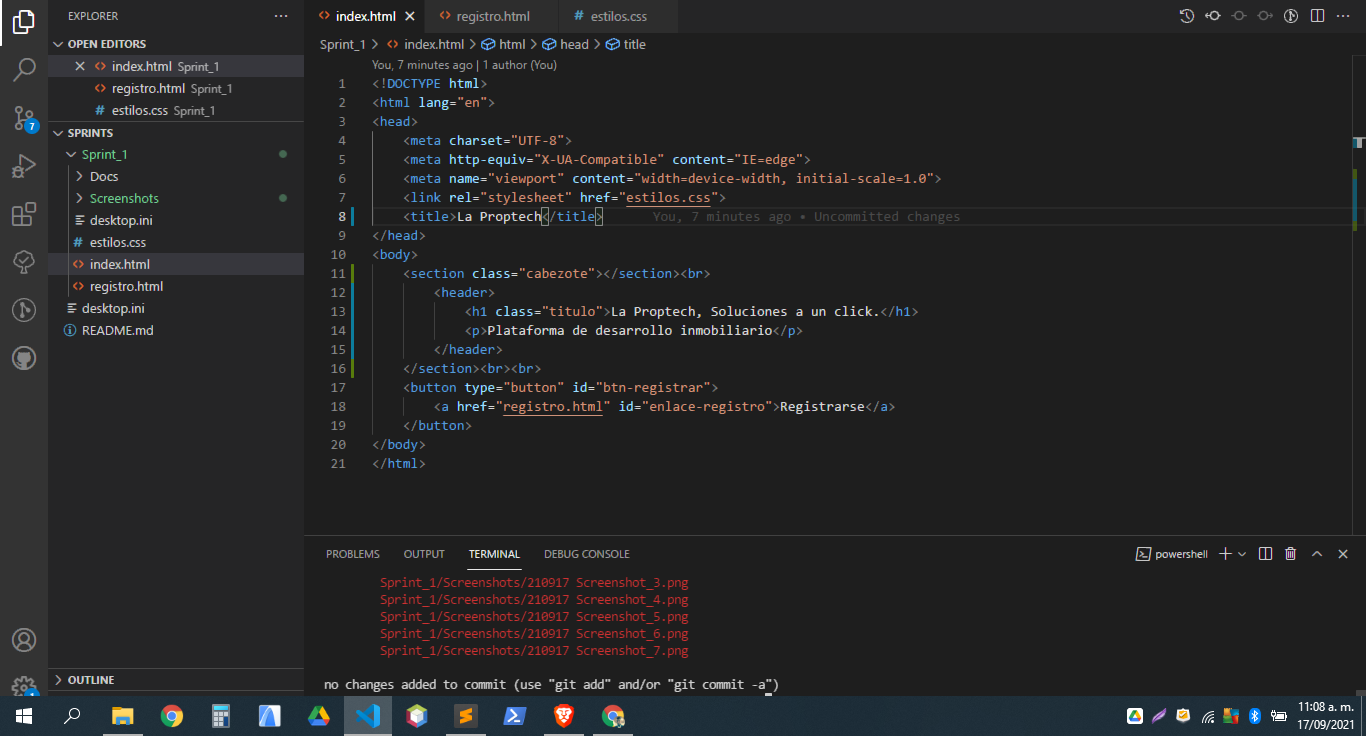 EXPLORER
OPEN EDITORS
index.html Sprint_1
registro.html Sprint_1
estilos.css Sprint_1
SPRINTS
Sprint_1
Docs
Screenshots
desktop.ini
estilos.css
index.html
registro.html
desktop.ini
README.md
OUTLINE
7
1
index.html
registro.html
estilos.css
Sprint_1 > index.html > html > head > title
You, 7 minutes ago | 1 author (You)
1 <!DOCTYPE html>
2 <html lang="en">
3 <head>
4 <meta charset="UTF-8">
5 <meta http-equiv="X-UA-Compatible" content="IE=edge">
6 <meta name="viewport" content="width=device-width, initial-scale=1.0">
7 <link rel="stylesheet" href="estilos.css">
8 <title>La Proptech</title> You, 7 minutes ago • Uncommitted changes
9 </head>
10 <body>
11 <section class="cabezote"></section><br>
12 <header>
13 <h1 class="titulo">La Proptech, Soluciones a un click.</h1>
14 <p>Plataforma de desarrollo inmobiliario</p>
15 </header>
16 </section><br><br>
17 <button type="button" id="btn-registrar">
18 <a href="registro.html" id="enlace-registro">Registrarse</a>
19 </button>
20 </body>
21 </html>
PROBLEMS OUTPUT TERMINAL DEBUG CONSOLE powershell
Sprint_1/Screenshots/210917 Screenshot_3.png
Sprint_1/Screenshots/210917 Screenshot_4.png
Sprint_1/Screenshots/210917 Screenshot_5.png
Sprint_1/Screenshots/210917 Screenshot_6.png
Sprint_1/Screenshots/210917 Screenshot_7.png
no changes added to commit (use "git add" and/or "git commit -a")
11:08 a. m.
17/09/2021